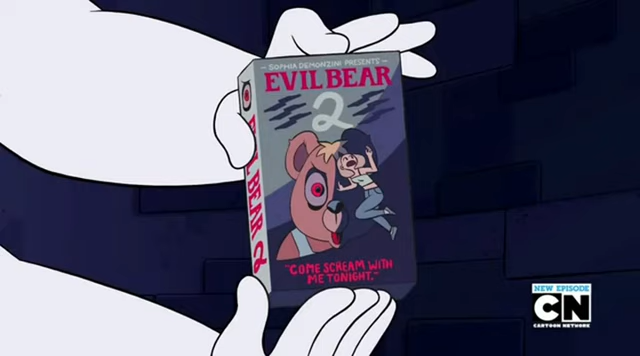 - SOPHIA DEMONZINI PRESENTS -
EVIL BEAR
2
"COME SCREAM WITH
ME TONIGHT."
EVIL BEAR 2
NEW EPISODE
CN
CARTOON NETWORK